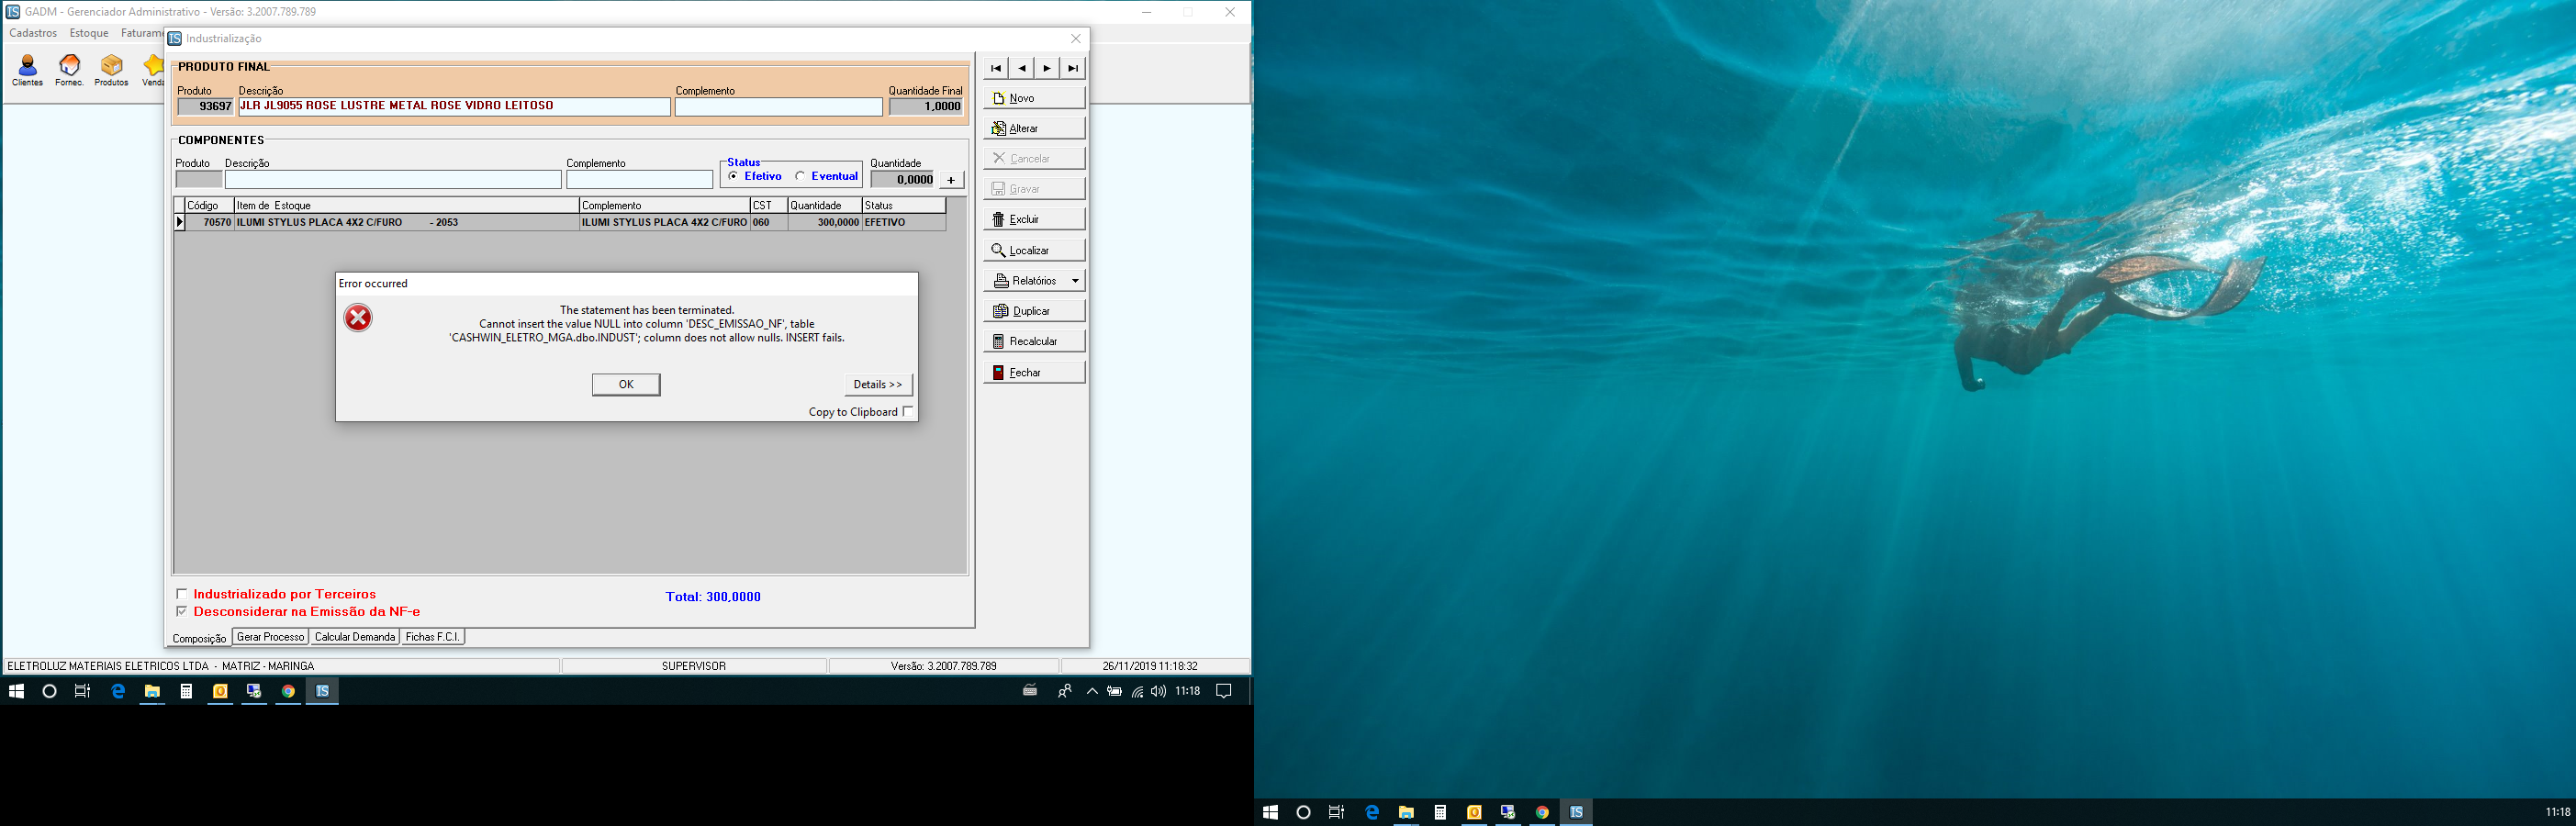 GADM - Gerenciador Administrativo - Versão: 3.2007.789.789
Cadastros Estoque Faturame
Clientes Fornec. Produtos Venda
Industrialização
PRODUTO FINAL
Produto Descrição Complemento Quantidade Final
93697 JLR JL9055 ROSE LUSTRE METAL ROSE VIDRO LEITOSO 1,0000
COMPONENTES
Produto Descrição Complemento Status Quantidade
Efetivo Eventual 0,0000 +
Código Item de Estoque Complemento CST Quantidade Status
70570 ILUMI STYLUS PLACA 4X2 C/FURO - 2053 ILUMI STYLUS PLACA 4X2 C/FURO 060 300,0000 EFETIVO
Error occurred
The statement has been terminated.
Cannot insert the value NULL into column 'DESC_EMISSAO_NF', table
'CASHWIN_ELETRO_MGA.dbo.INDUST'; column does not allow nulls. INSERT fails.
OK
Details >>
Copy to Clipboard
Novo
Alterar
Cancelar
Gravar
Excluir
Localizar
Relatórios
Duplicar
Recalcular
Fechar
Industrializado por Terceiros
Total: 300,0000
Desconsiderar na Emissão da NF-e
Composição Gerar Processo Calcular Demanda Fichas F.C.I.
ELETROLUZ MATERIAIS ELETRICOS LTDA - MATRIZ - MARINGA SUPERVISOR Versão: 3.2007.789.789 26/11/2019 11:18:32
IS
11:18
11:18